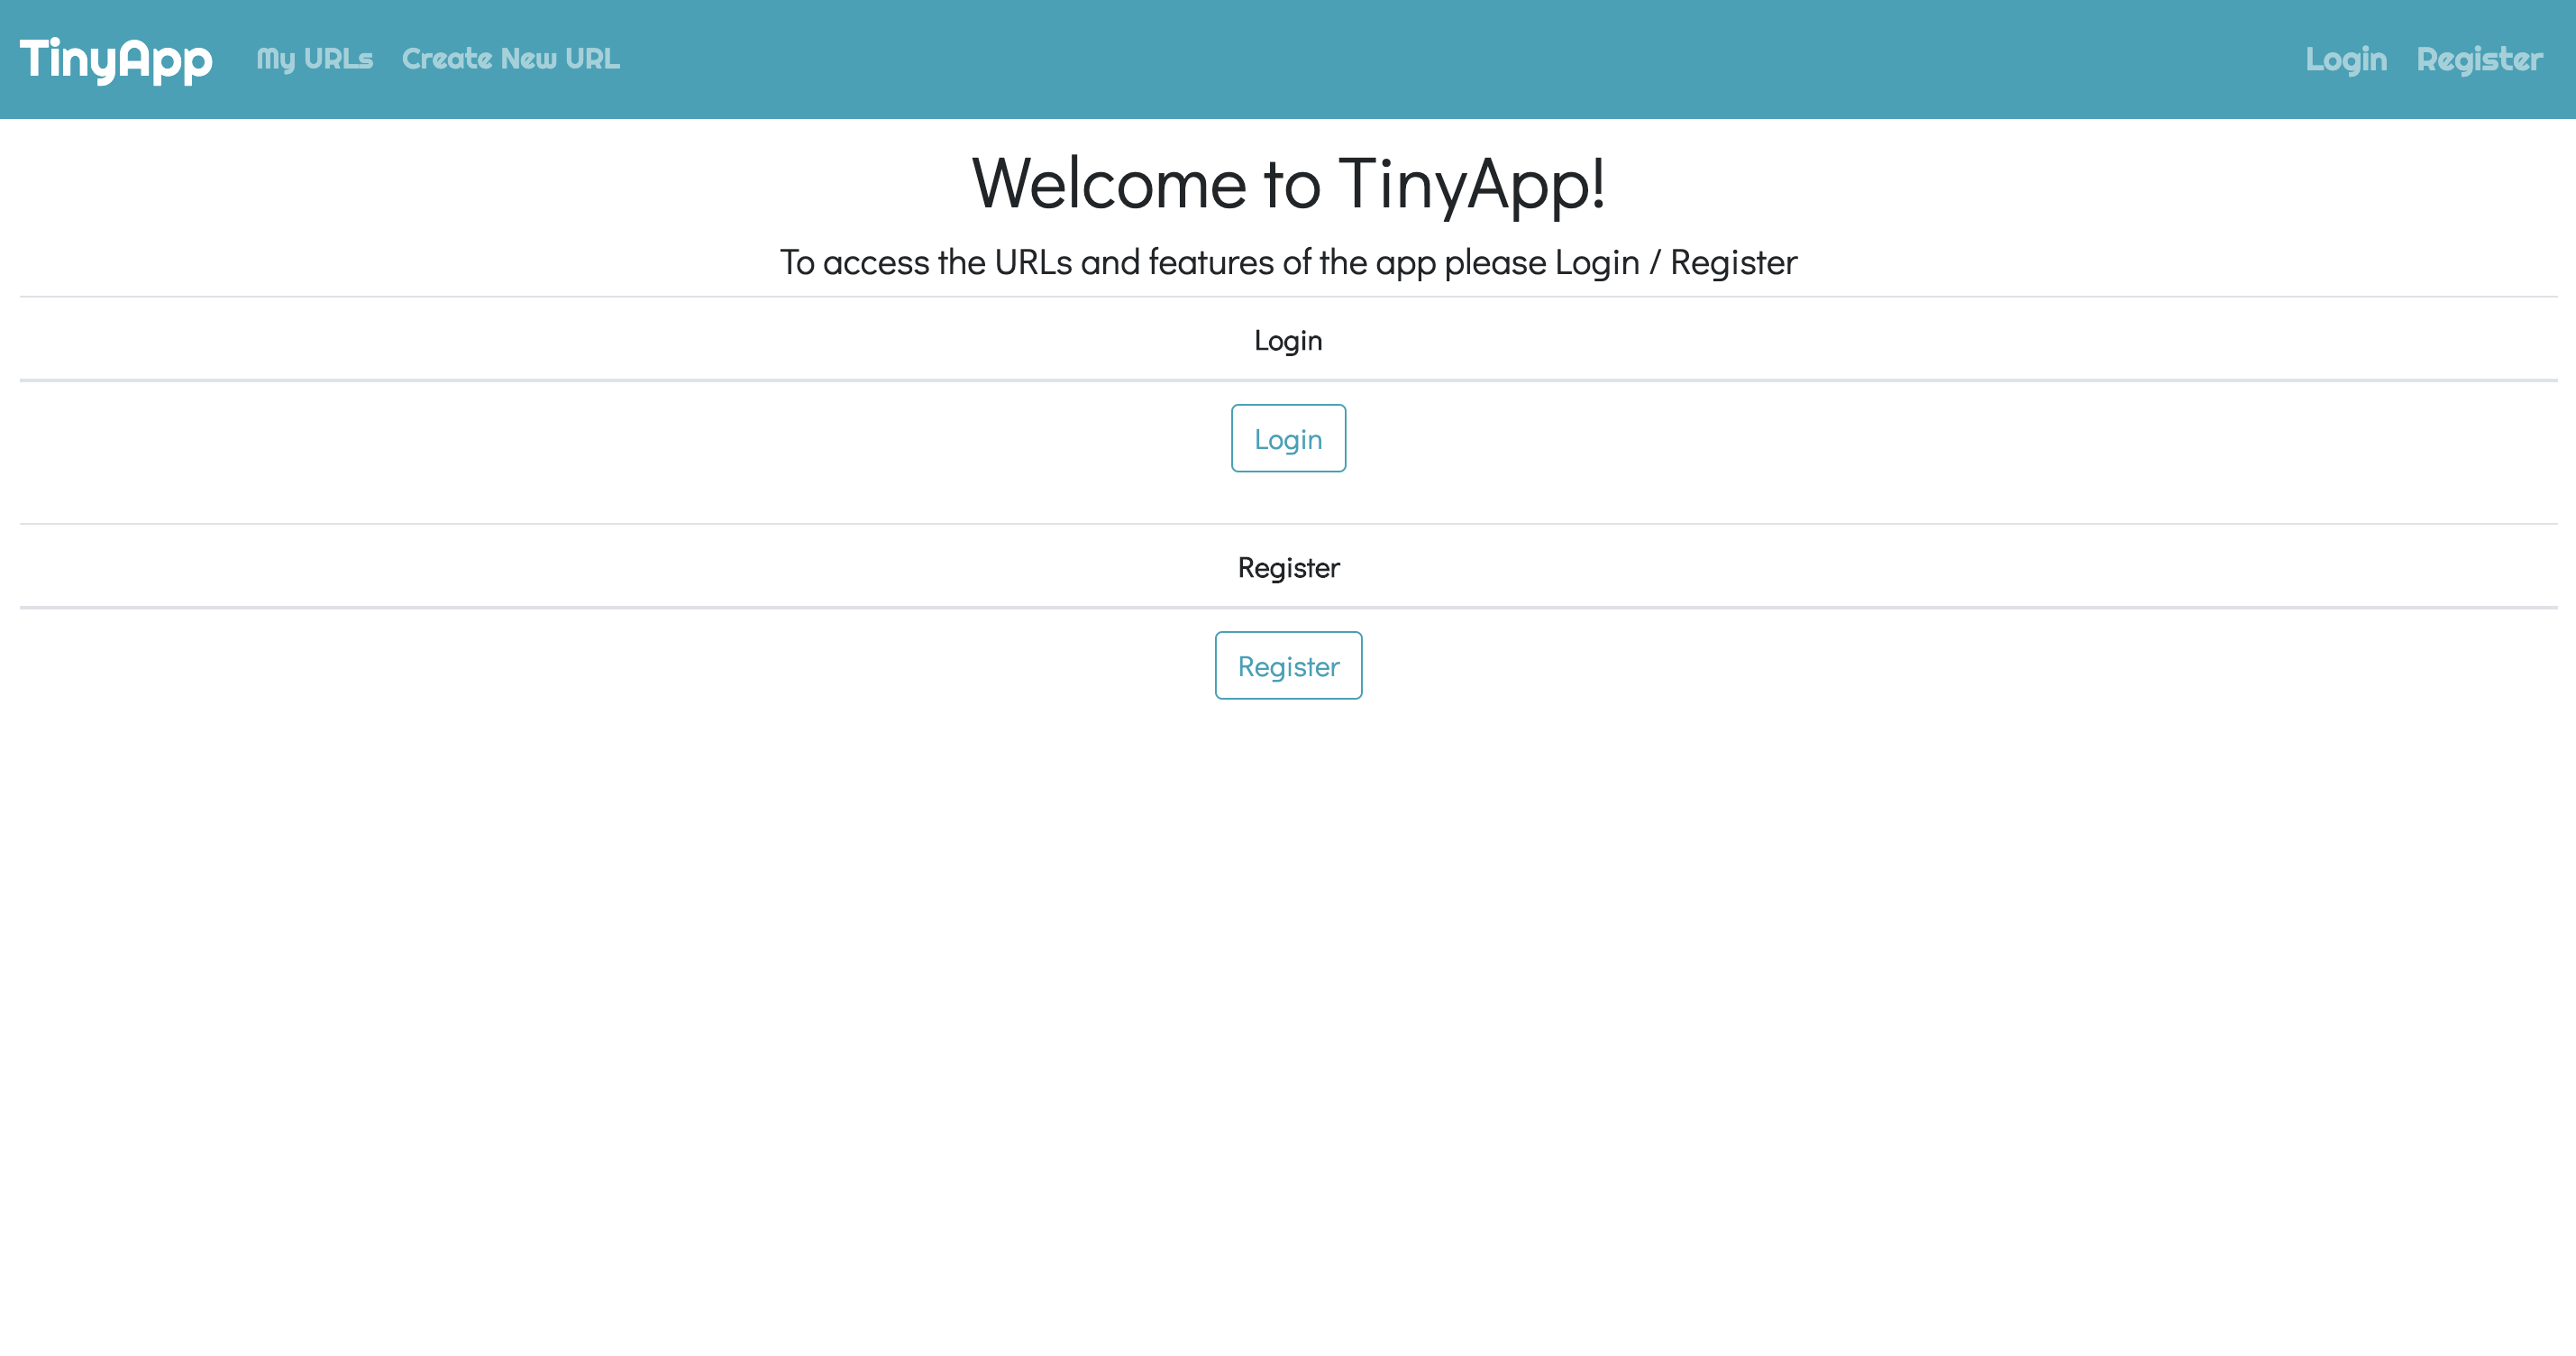 TinyApp My URLs Create New URL Login Register
Welcome to TinyApp!
To access the URLs and features of the app please Login / Register
Login
Login
Register
Register